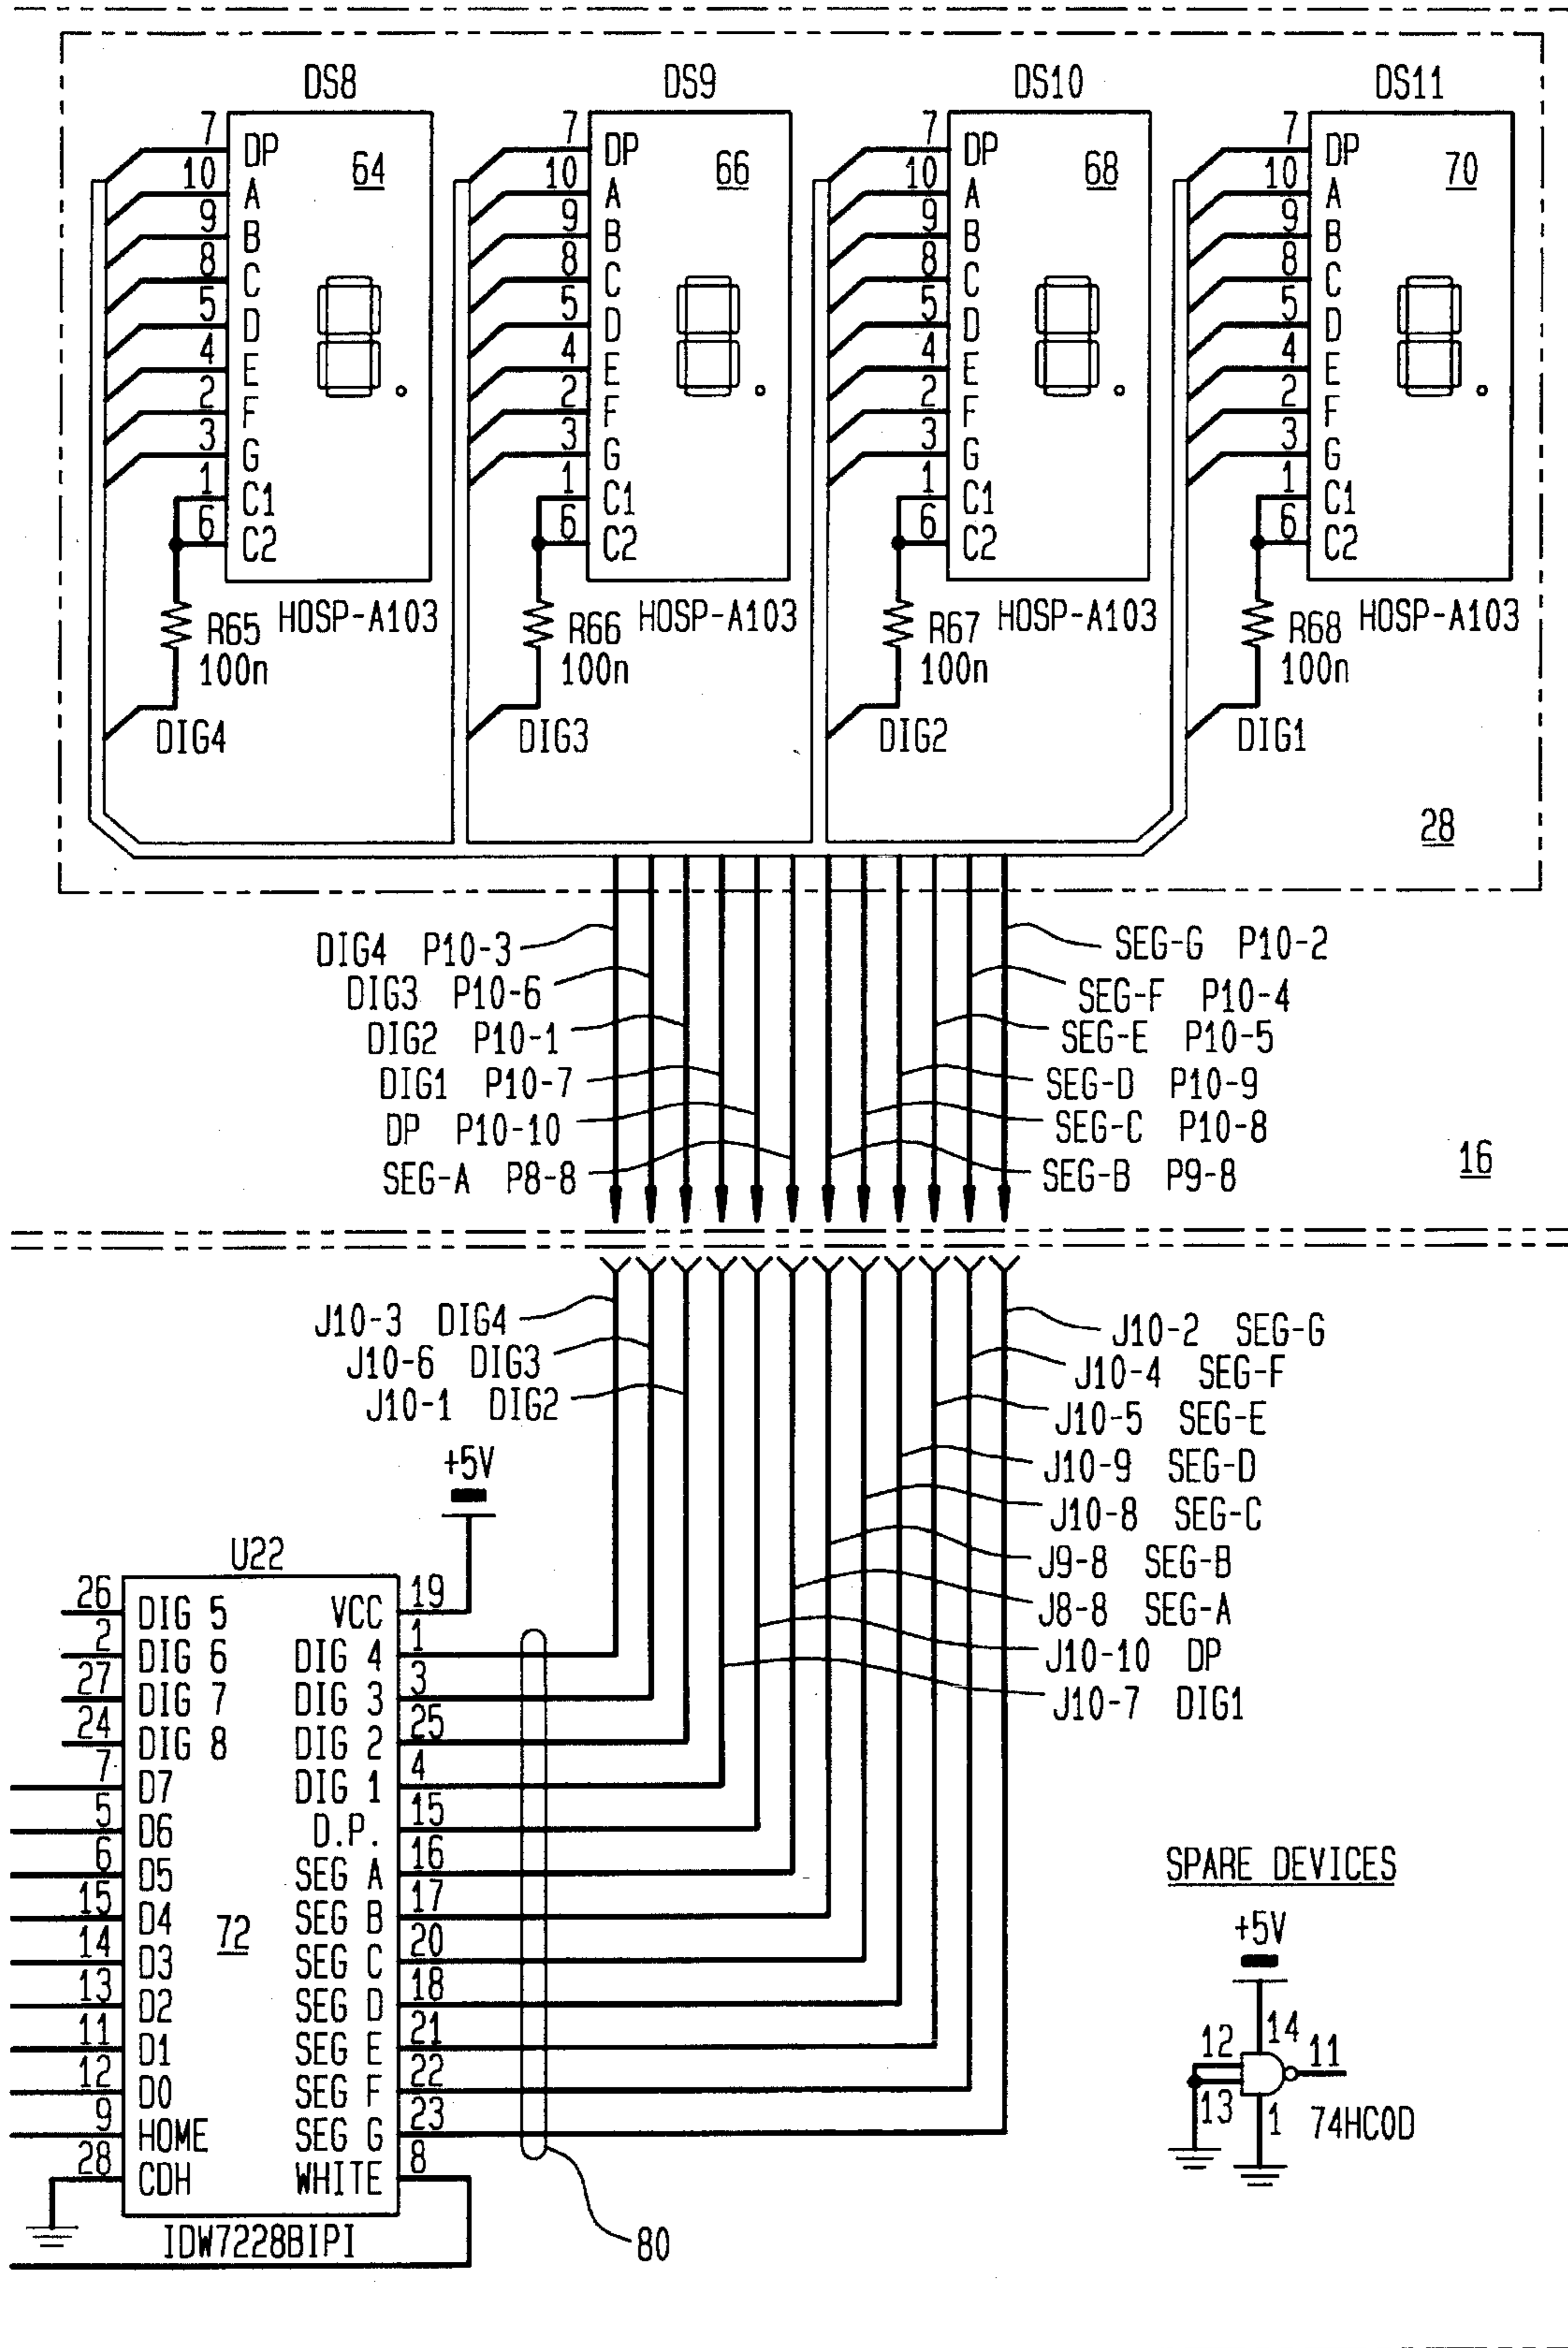 DS8 DS9 DS10 DS11
7 DP 64 7 DP 66 7 DP 68 7 DP 70
10 A 10 A 10 A 10 A
9 B 9 B 9 B 9 B
8 C 8 C 8 C 8 C
5 D 5 D 5 D 5 D
4 E 4 E 4 E 4 E
2 F 2 F 2 F 2 F
3 G 3 G 3 G 3 G
1 C1 1 C1 1 C1 1 C1
6 C2 6 C2 6 C2 6 C2
R65 HOSP-A103 R66 HOSP-A103 R67 HOSP-A103 R68 HOSP-A103
100n 100n 100n 100n
DIG4 DIG3 DIG2 DIG1
28
DIG4 P10-3 SEG-G P10-2
DIG3 P10-6 SEG-F P10-4
DIG2 P10-1 SEG-E P10-5
DIG1 P10-7 SEG-D P10-9
DP P10-10 SEG-C P10-8
SEG-A P8-8 SEG-B P9-8
16
J10-3 DIG4 J10-2 SEG-G
J10-6 DIG3 J10-4 SEG-F
J10-1 DIG2 J10-5 SEG-E
+5V J10-9 SEG-D
J10-8 SEG-C
U22 J9-8 SEG-B
J8-8 SEG-A
J10-10 DP
J10-7 DIG1
26 DIG 5 VCC 19
2 DIG 6 DIG 4 1
27 DIG 7 DIG 3 3
24 DIG 8 DIG 2 25
7 D7 DIG 1 4
5 D6 D.P. 15
6 D5 SEG A 16
15 D4 SEG B 17
72
14 D3 SEG C 20
13 D2 SEG D 18
11 D1 SEG E 21
12 D0 SEG F 22
9 HOME SEG G 23
28 CDH WHITE 8
IDW7228BIPI
80
SPARE DEVICES
+5V
12 14 11
13 1 74HC0D